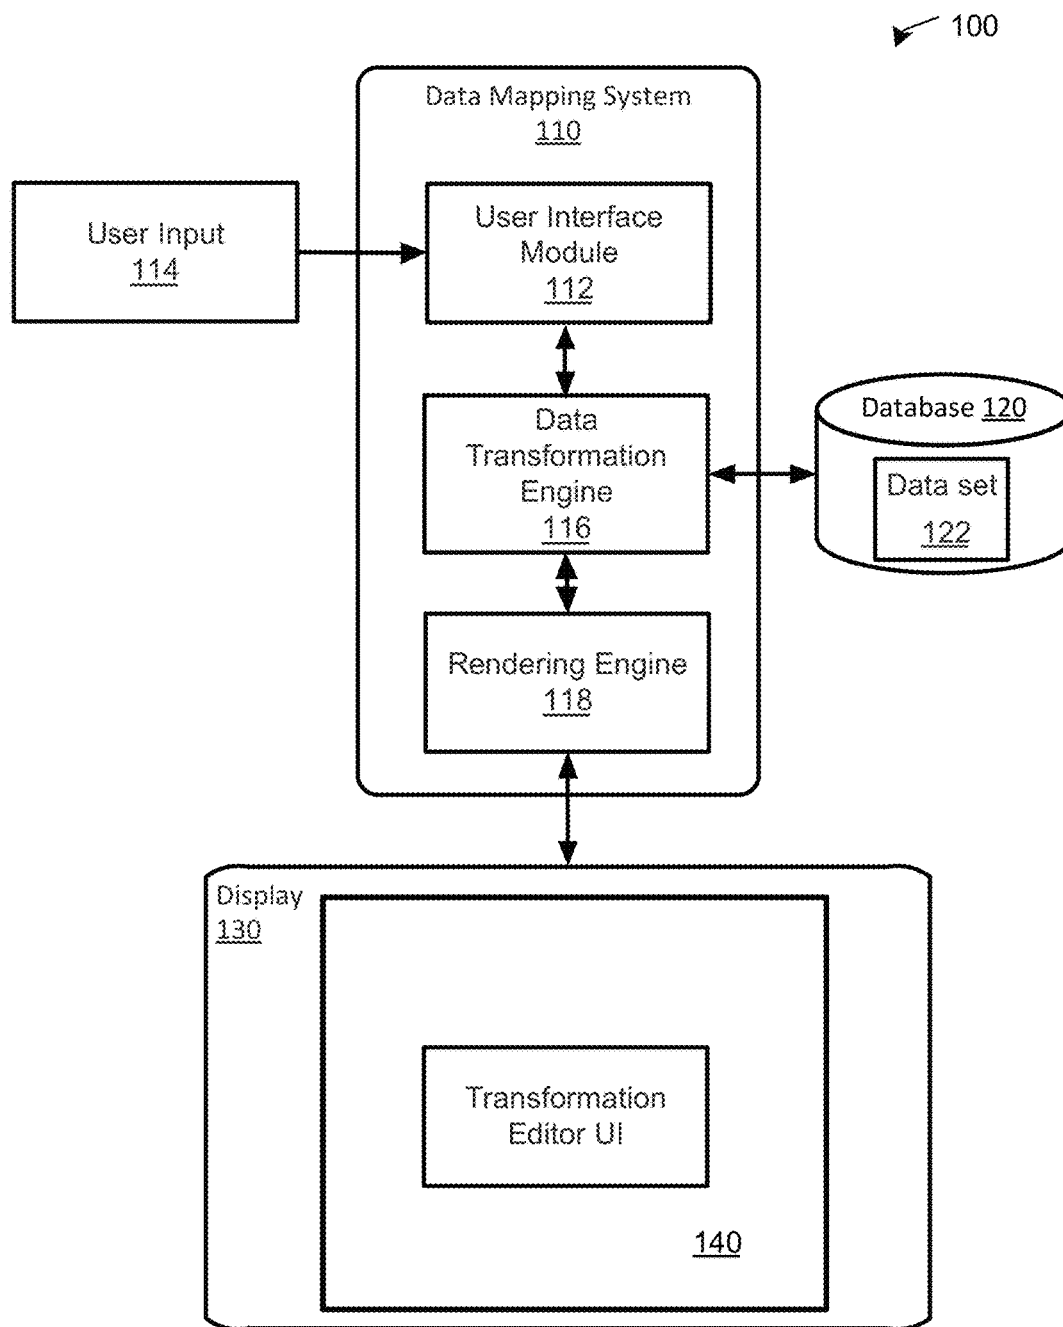 100
Data Mapping System
110
User Input
114
User Interface
Module
112
Data
Transformation
Engine
116
Database 120
Data set
122
Rendering Engine
118
Display
130
Transformation
Editor UI
140